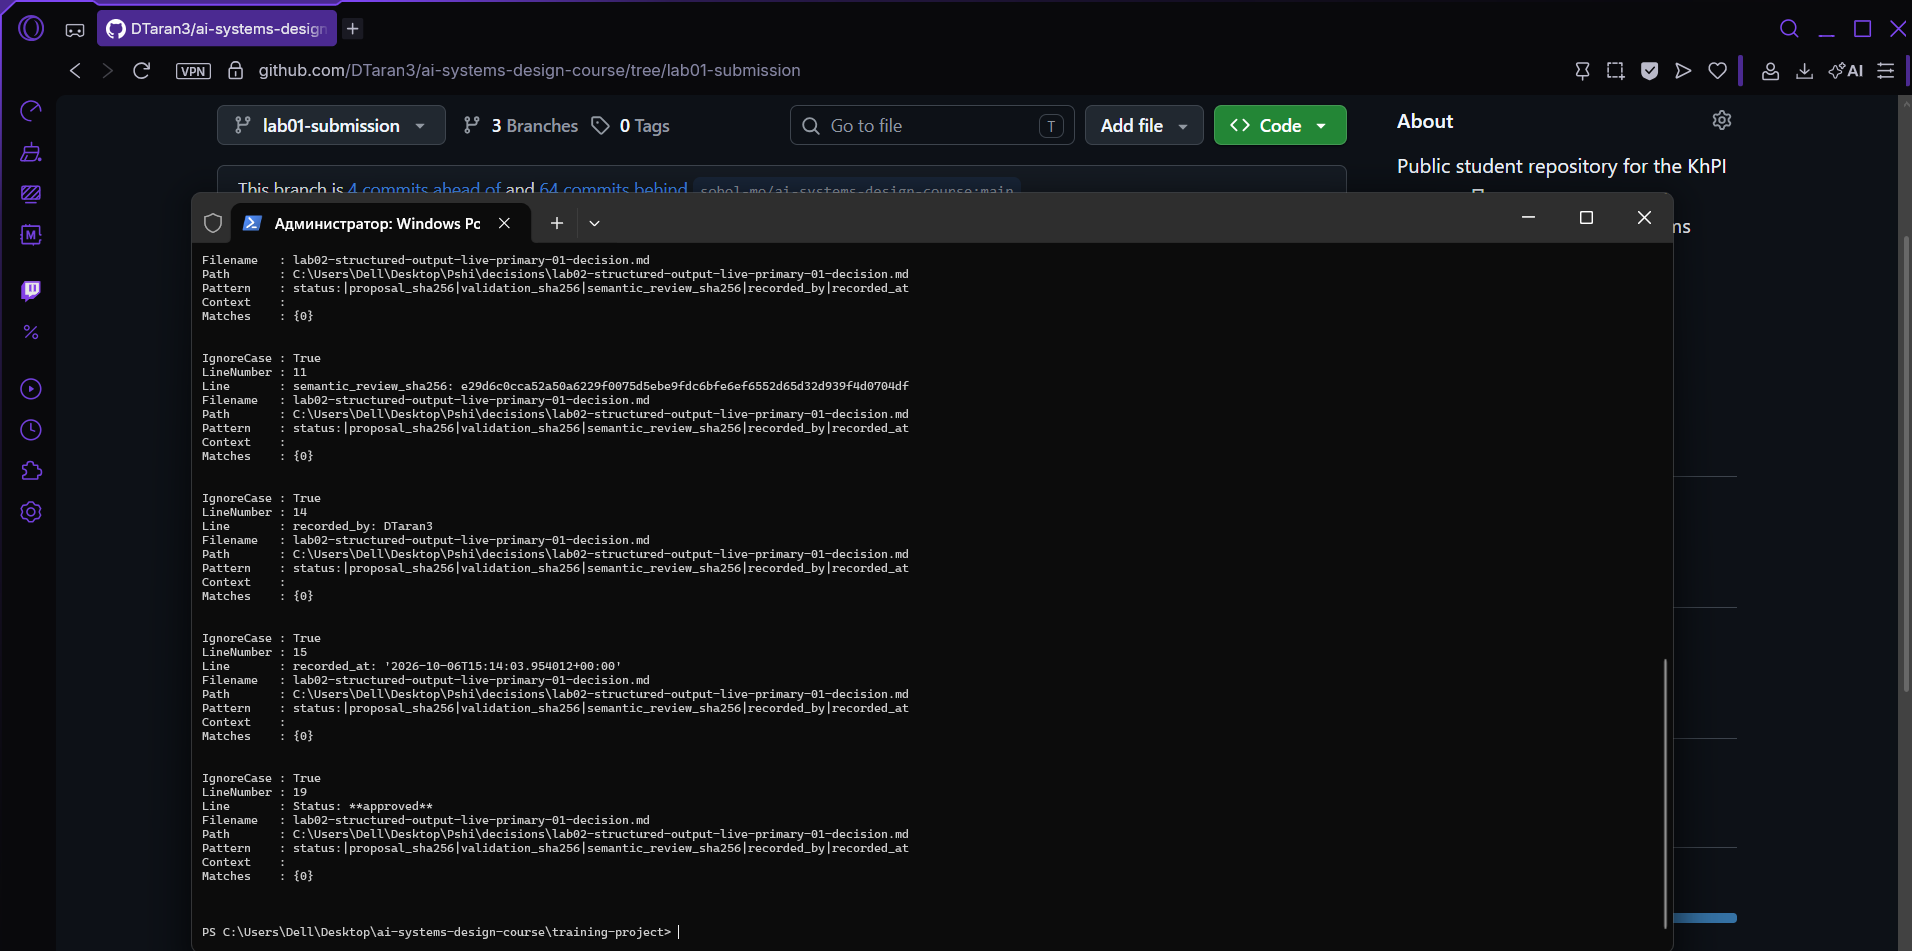 DTaran3/ai-systems-desig
VPN
github.com/DTaran3/ai-systems-design-course/tree/lab01-submission
AI
lab01-submission
3 Branches
0 Tags
Go to file
T
Add file
Code
About
Public student repository for the KhPI
This branch is 4 commits ahead of and 64 commits behind sobol-mo/ai-systems-design-course:main
ns
Администратор: Windows Pc
Filename   : lab02-structured-output-live-primary-01-decision.md
Path       : C:\Users\Dell\Desktop\Pshi\decisions\lab02-structured-output-live-primary-01-decision.md
Pattern    : status:|proposal_sha256|validation_sha256|semantic_review_sha256|recorded_by|recorded_at
Context    :
Matches    : {0}
IgnoreCase : True
LineNumber : 11
Line       : semantic_review_sha256: e29d6c0cca52a50a6229f0075d5ebe9fdc6bfe6ef6552d65d32d939f4d0704df
Filename   : lab02-structured-output-live-primary-01-decision.md
Path       : C:\Users\Dell\Desktop\Pshi\decisions\lab02-structured-output-live-primary-01-decision.md
Pattern    : status:|proposal_sha256|validation_sha256|semantic_review_sha256|recorded_by|recorded_at
Context    :
Matches    : {0}
IgnoreCase : True
LineNumber : 14
Line       : recorded_by: DTaran3
Filename   : lab02-structured-output-live-primary-01-decision.md
Path       : C:\Users\Dell\Desktop\Pshi\decisions\lab02-structured-output-live-primary-01-decision.md
Pattern    : status:|proposal_sha256|validation_sha256|semantic_review_sha256|recorded_by|recorded_at
Context    :
Matches    : {0}
IgnoreCase : True
LineNumber : 15
Line       : recorded_at: '2026-10-06T15:14:03.954012+00:00'
Filename   : lab02-structured-output-live-primary-01-decision.md
Path       : C:\Users\Dell\Desktop\Pshi\decisions\lab02-structured-output-live-primary-01-decision.md
Pattern    : status:|proposal_sha256|validation_sha256|semantic_review_sha256|recorded_by|recorded_at
Context    :
Matches    : {0}
IgnoreCase : True
LineNumber : 19
Line       : Status: **approved**
Filename   : lab02-structured-output-live-primary-01-decision.md
Path       : C:\Users\Dell\Desktop\Pshi\decisions\lab02-structured-output-live-primary-01-decision.md
Pattern    : status:|proposal_sha256|validation_sha256|semantic_review_sha256|recorded_by|recorded_at
Context    :
Matches    : {0}
PS C:\Users\Dell\Desktop\ai-systems-design-course\training-project>